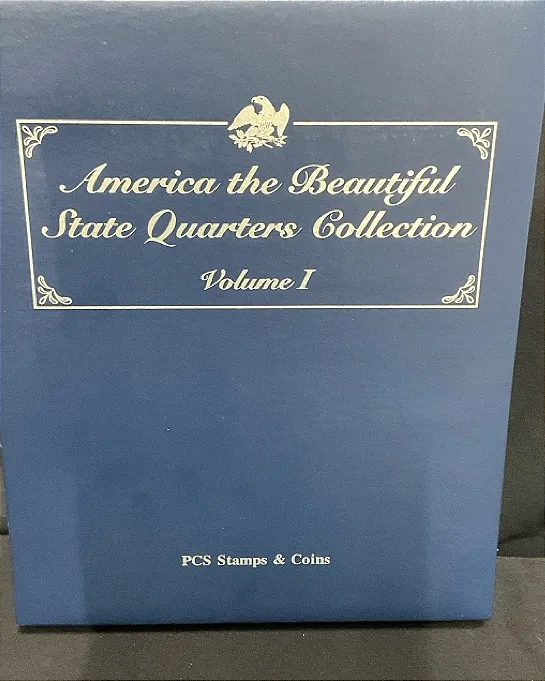 America the Beautiful
State Quarters Collection
Volume I
PCS Stamps & Coins